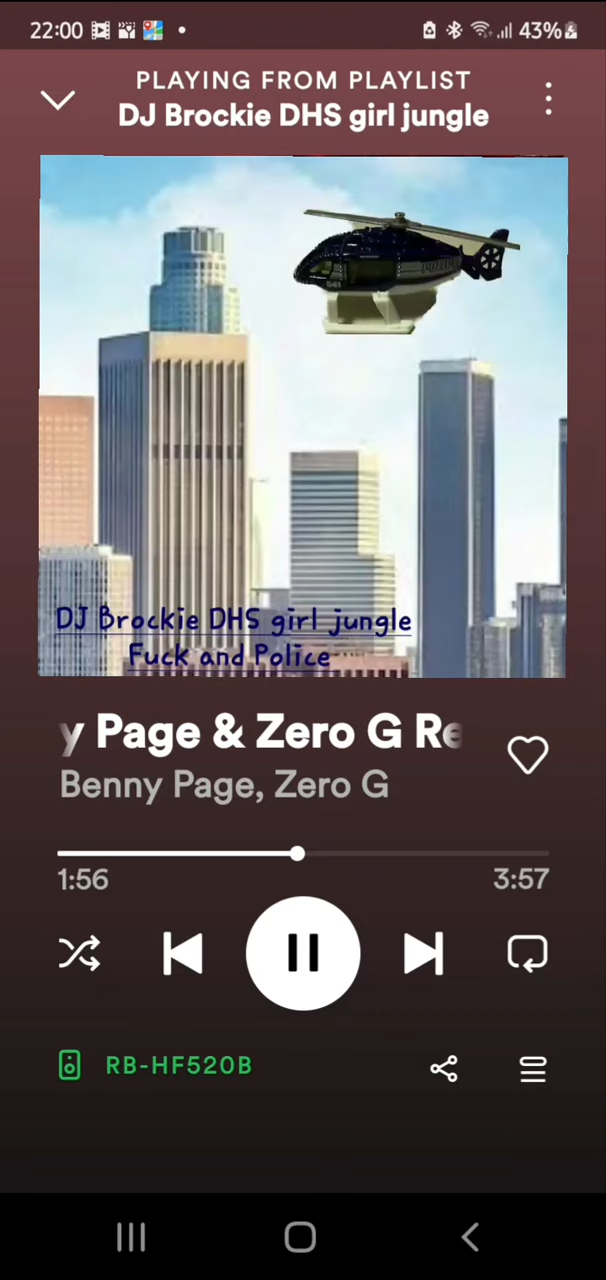 22:00
43%
PLAYING FROM PLAYLIST
DJ Brockie DHS girl jungle
DJ Brockie DHS girl jungle
Fuck and Police
y Page & Zero G Re
Benny Page, Zero G
1:56
3:57
RB-HF520B